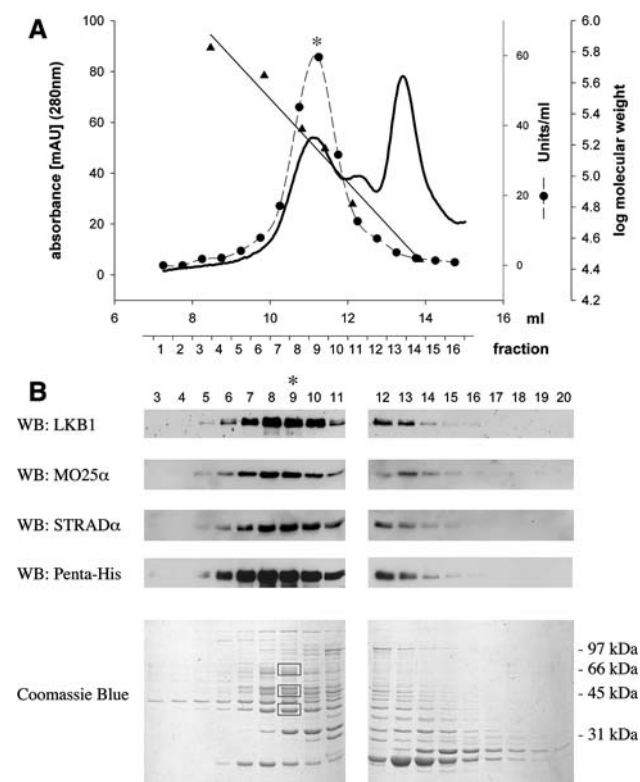 A
absorbance [mAU] (280nm)
100
80
60
40
20
0
*
60
40
20
0
Units/ml
6.0
5.8
5.6
5.4
5.2
5.0
4.8
4.6
4.4
4.2
log molecular weight
6 8 10 12 14 16
ml
1 2 3 4 5 6 7 8 9 10 11 12 13 14 15 16 fraction
B
*
3 4 5 6 7 8 9 10 11 12 13 14 15 16 17 18 19 20
WB: LKB1
WB: MO25α
WB: STRADα
WB: Penta-His
Coomassie Blue
- 97 kDa
- 66 kDa
- 45 kDa
- 31 kDa